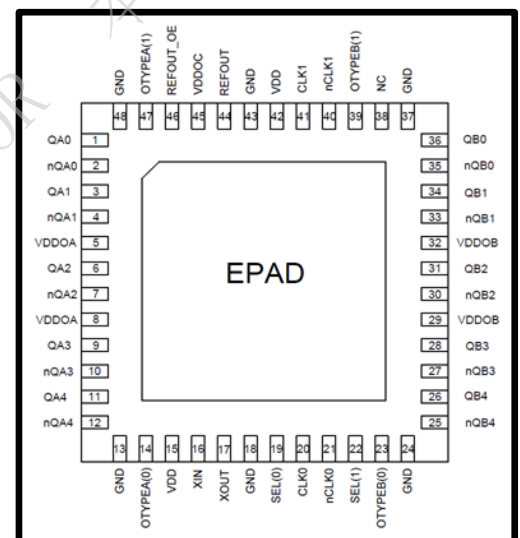 OR
GND
OTYPEA(1)
REFOUT_OE
VDDOC
REFOUT
GND
VDD
CLK1
nCLK1
OTYPEB(1)
NC
GND
48 47 46 45 44 43 42 41 40 39 38 37
QA0 1 36 QB0
nQA0 2 35 nQB0
QA1 3 34 QB1
nQA1 4 33 nQB1
VDDOA 5 32 VDDOB
QA2 6 31 QB2
nQA2 7 30 nQB2
VDDOA 8 29 VDDOB
QA3 9 28 QB3
nQA3 10 27 nQB3
QA4 11 26 QB4
nQA4 12 25 nQB4
EPAD
13 14 15 16 17 18 19 20 21 22 23 24
GND
OTYPEA(0)
VDD
XIN
XOUT
GND
SEL(0)
CLK0
nCLK0
SEL(1)
OTYPEB(0)
GND